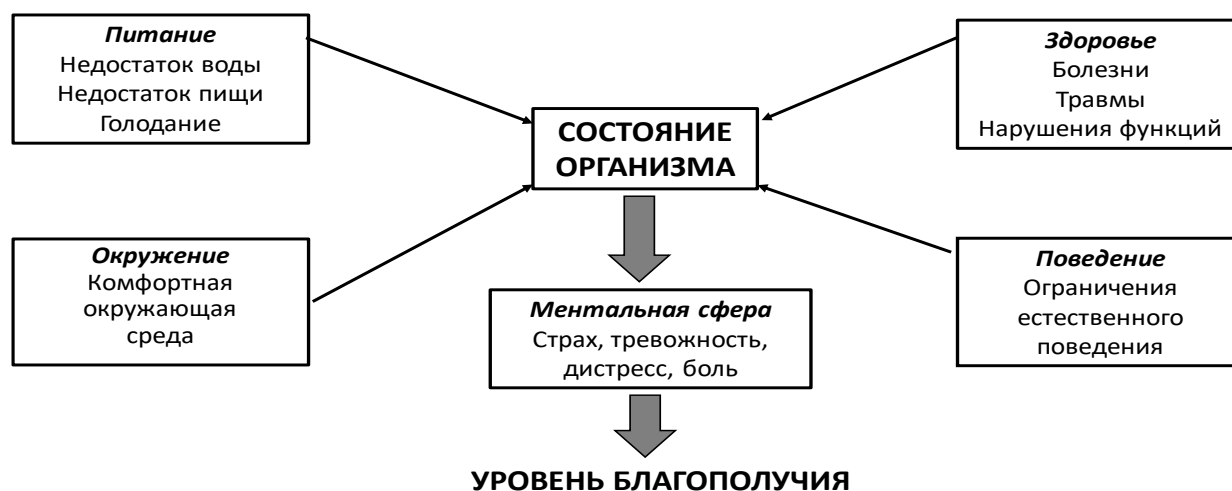 Питание
Недостаток воды
Недостаток пищи
Голодание
Здоровье
Болезни
Травмы
Нарушения функций
СОСТОЯНИЕ
ОРГАНИЗМА
Окружение
Комфортная
окружающая
среда
Поведение
Ограничения
естественного
поведения
Ментальная сфера
Страх, тревожность,
дистресс, боль
УРОВЕНЬ БЛАГОПОЛУЧИЯ